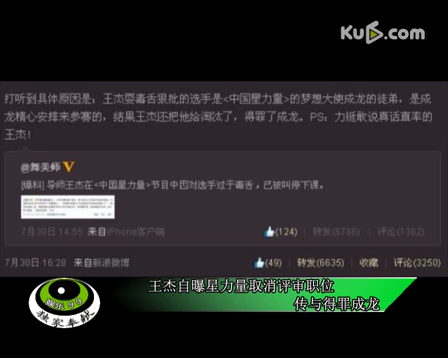 Ku6.com
打听到具体原因是：王杰耍毒舌狠批的选手是<中国星力量>的梦想大使成龙的徒弟，是成
龙精心安排来参赛的，结果王杰还把他给淘汰了，得罪了成龙。PS：力挺敢说真话直率的
王杰！
@舞美师 V
[爆料] 导师王杰在<中国星力量>节目中因对选手过于毒舌，已被叫停下课。
7月30日 14:55 来自iPhone客户端 (124) 转发(6788) 评论(1382)
7月30日 16:28 来自新浪微博 (49) 转发(6635) 收藏 评论(3250)
王杰自曝星力量取消评审职位
传与得罪成龙
独家奉献